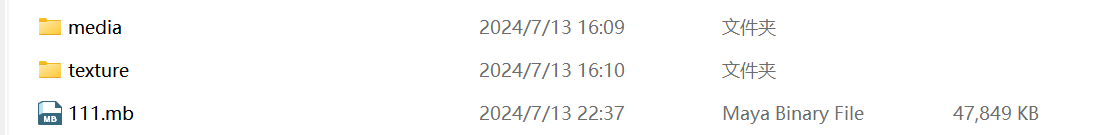 media 2024/7/13 16:09 文件夹
texture 2024/7/13 16:10 文件夹
MB 111.mb 2024/7/13 22:37 Maya Binary File 47,849 KB